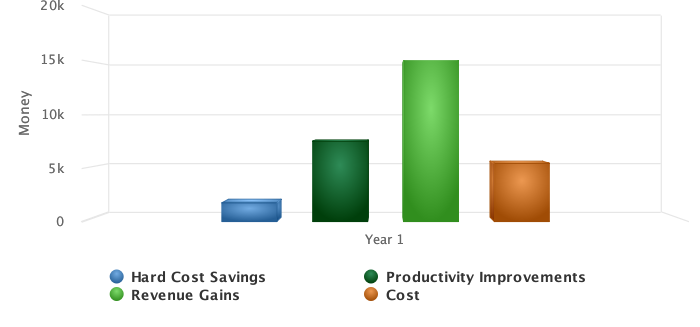 20k
15k
10k
5k
0
Money
Year 1
Hard Cost Savings
Productivity Improvements
Revenue Gains
Cost